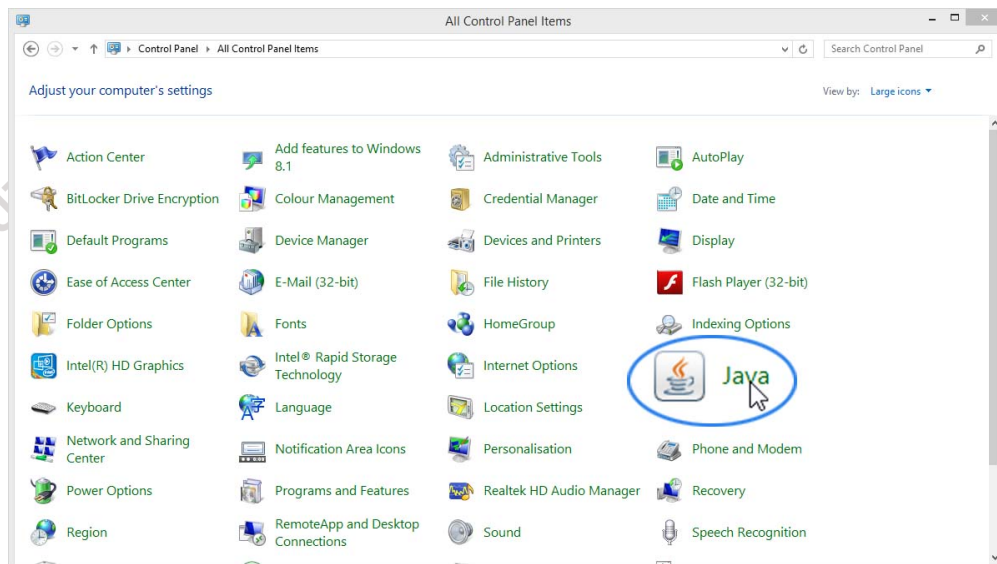 All Control Panel Items
Control Panel All Control Panel Items
Search Control Panel
Adjust your computer's settings
View by: Large icons
Action Center
Add features to Windows
8.1
Administrative Tools
AutoPlay
BitLocker Drive Encryption
Colour Management
Credential Manager
Date and Time
Default Programs
Device Manager
Devices and Printers
Display
Ease of Access Center
E-Mail (32-bit)
File History
Flash Player (32-bit)
Folder Options
Fonts
HomeGroup
Indexing Options
Intel(R) HD Graphics
Intel® Rapid Storage
Technology
Internet Options
Java
Keyboard
Language
Location Settings
Network and Sharing
Center
Notification Area Icons
Personalisation
Phone and Modem
Power Options
Programs and Features
Realtek HD Audio Manager
Recovery
Region
RemoteApp and Desktop
Connections
Sound
Speech Recognition